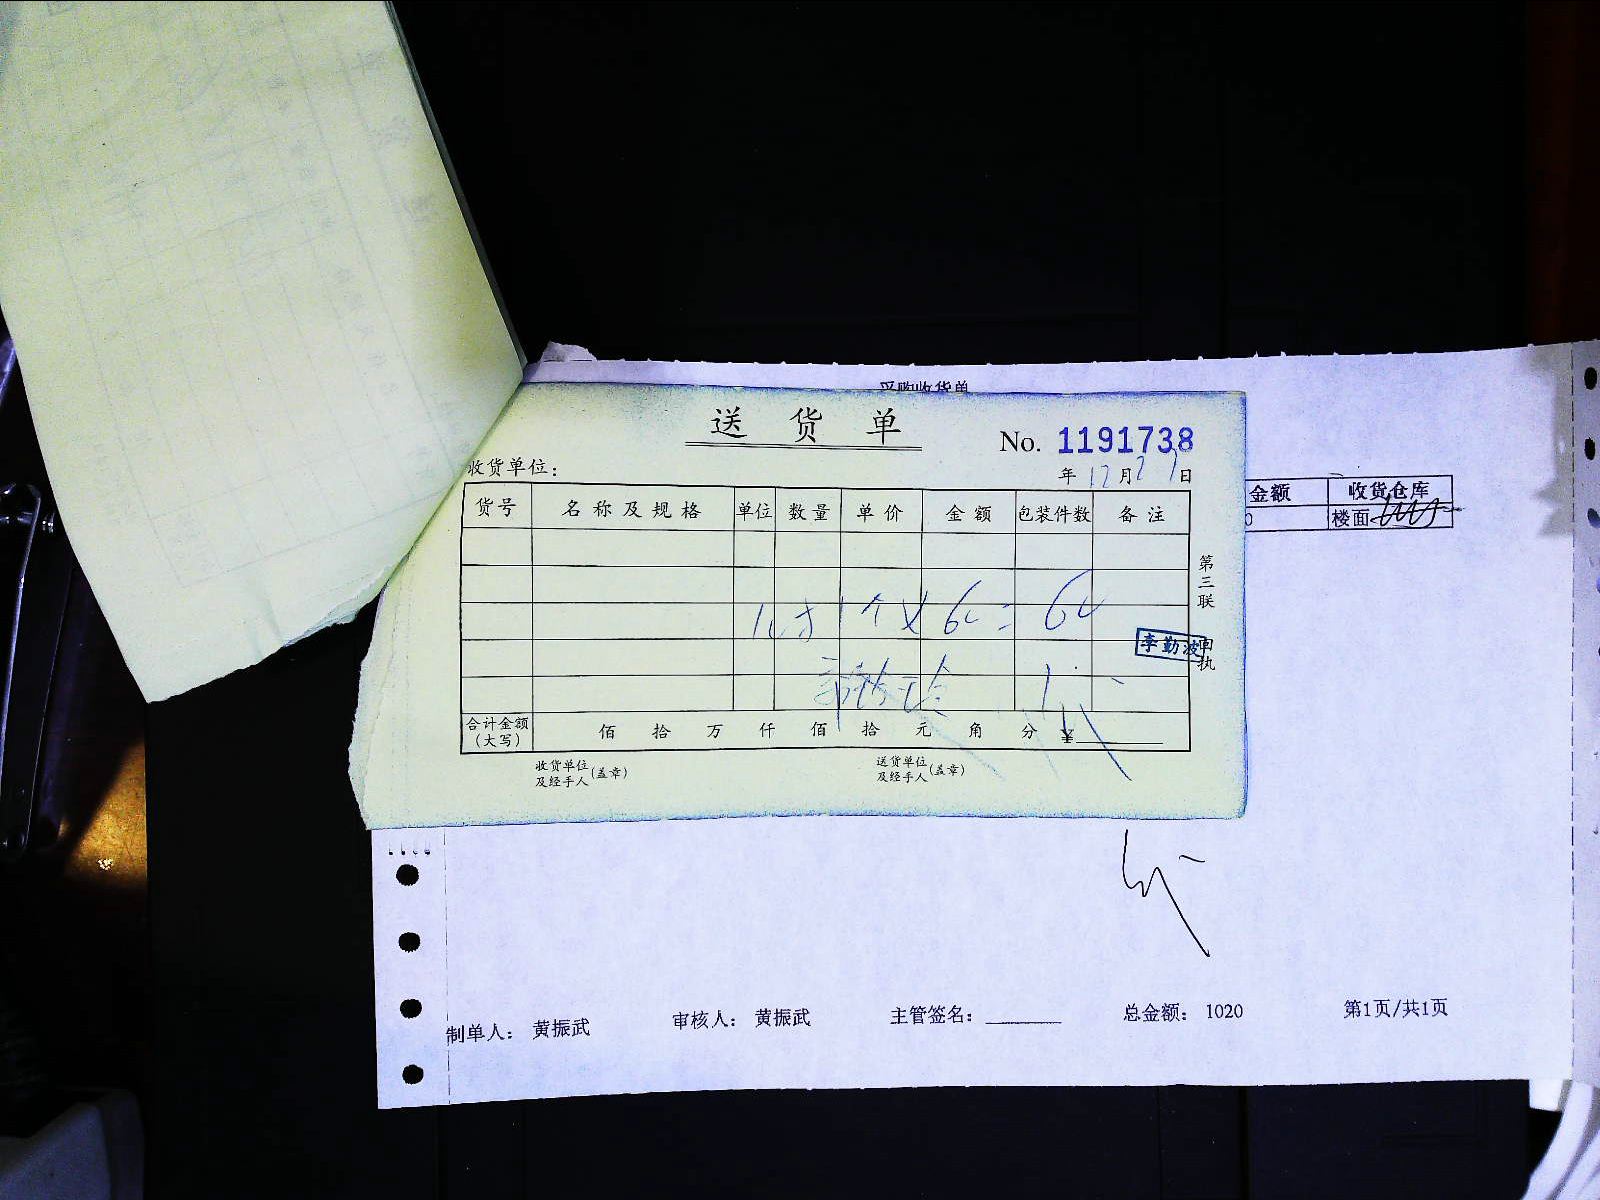 采购收货单
送 货 单
No. 1191738
收货单位：
年12月27日
货号 名称及规格 单位 数量 单价 金额 包装件数 备注
金额 收货仓库
楼面
第三联 回执
1个×60=60
李勤波
合计金额（大写） 佰 拾 万 仟 佰 拾 元 角 分 ¥
收货单位及经手人（盖章） 送货单位及经手人（盖章）
制单人： 黄振武 审核人： 黄振武 主管签名： 总金额： 1020 第1页/共1页